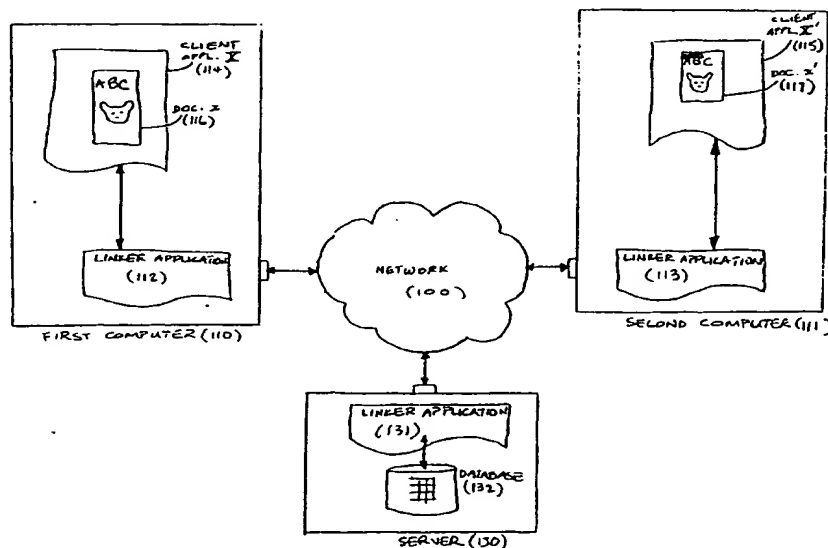 CLIENT
APPL. X
(114)
ABC
DOC. Z
(116)
LINKER APPLICATION
(112)
FIRST COMPUTER (110)
NETWORK
(100)
CLIENT
APPL. X'
(115)
ABC
DOC. Z'
(117)
LINKER APPLICATION
(113)
SECOND COMPUTER (111)
LINKER APPLICATION
(131)
DATABASE
(132)
SERVER (130)